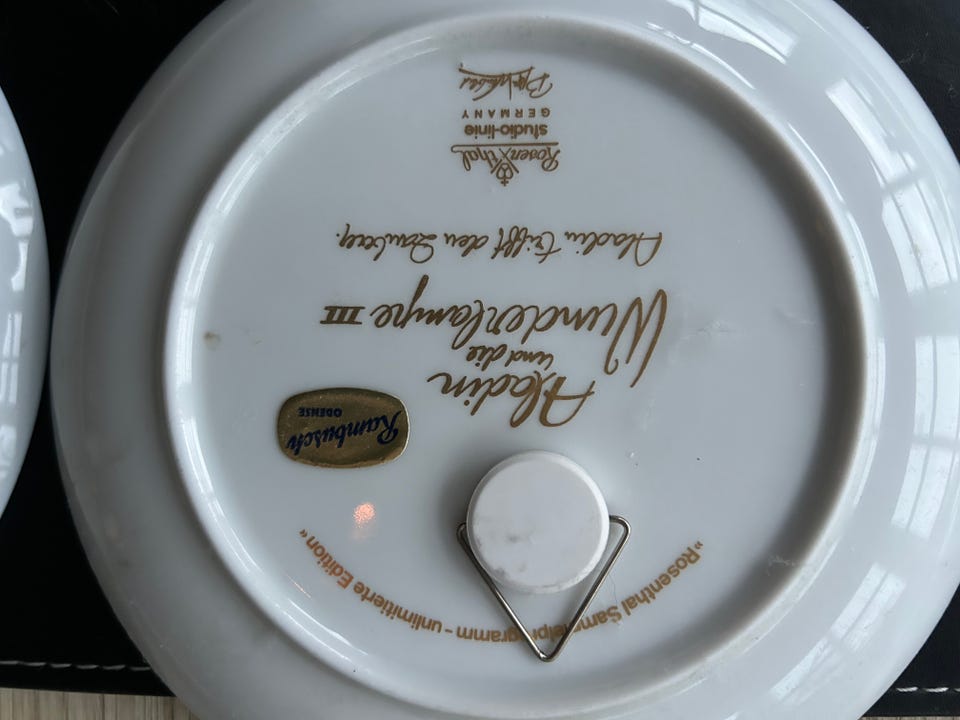 »Rosenthal Sammelprogramm - unlimitierte Edition«
Rambusch
ODENSE
Aladin
und die
Wunderlampe III
Aladin trifft den Zauberer.
Rosenthal
studio-linie
GERMANY